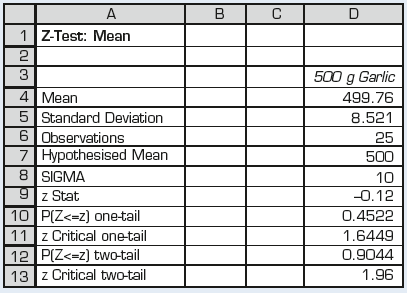 A B C D
1 Z-Test: Mean
2
3 500 g Garlic
4 Mean 499.76
5 Standard Deviation 8.521
6 Observations 25
7 Hypothesised Mean 500
8 SIGMA 10
9 z Stat –0.12
10 P(Z<=z) one-tail 0.4522
11 z Critical one-tail 1.6449
12 P(Z<=z) two-tail 0.9044
13 z Critical two-tail 1.96